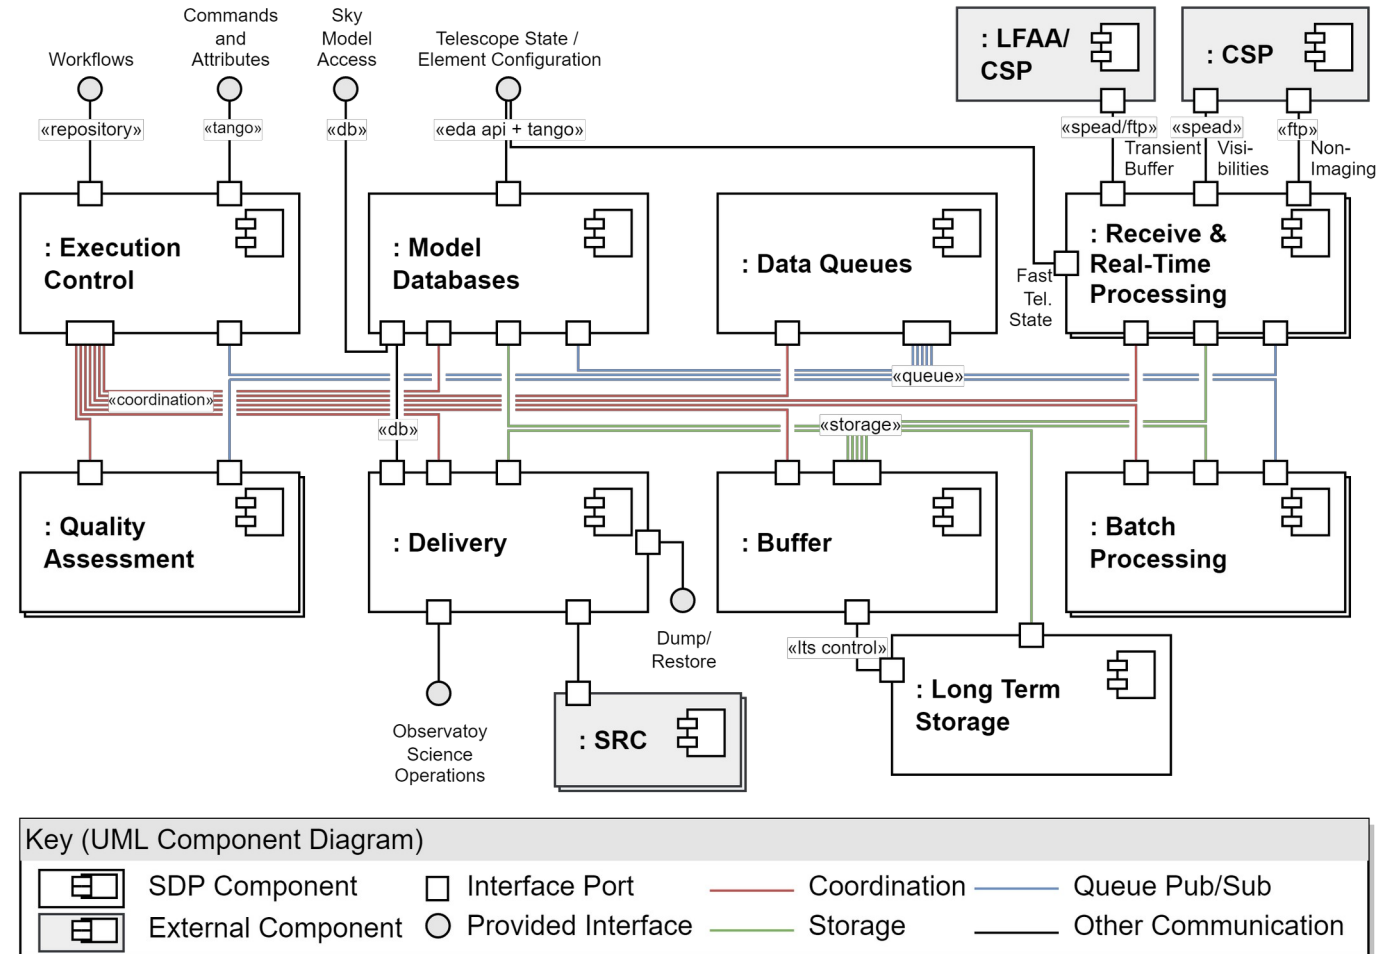 Commands
and
Attributes
Workflows
Sky
Model
Access
Telescope State /
Element Configuration
: LFAA/
CSP
: CSP
«repository»
«tango»
«db»
«eda api + tango»
«spead/ftp»
«spead»
«ftp»
Transient
Buffer
Visi-
bilities
Non-
Imaging
: Execution
Control
: Model
Databases
: Data Queues
: Receive &
Real-Time
Processing
Fast
Tel.
State
«queue»
«coordination»
«db»
«storage»
: Quality
Assessment
: Delivery
: Buffer
: Batch
Processing
Dump/
Restore
«lts control»
: Long Term
Storage
Observatoy
Science
Operations
: SRC
Key (UML Component Diagram)
SDP Component
Interface Port
Coordination
Queue Pub/Sub
External Component
Provided Interface
Storage
Other Communication